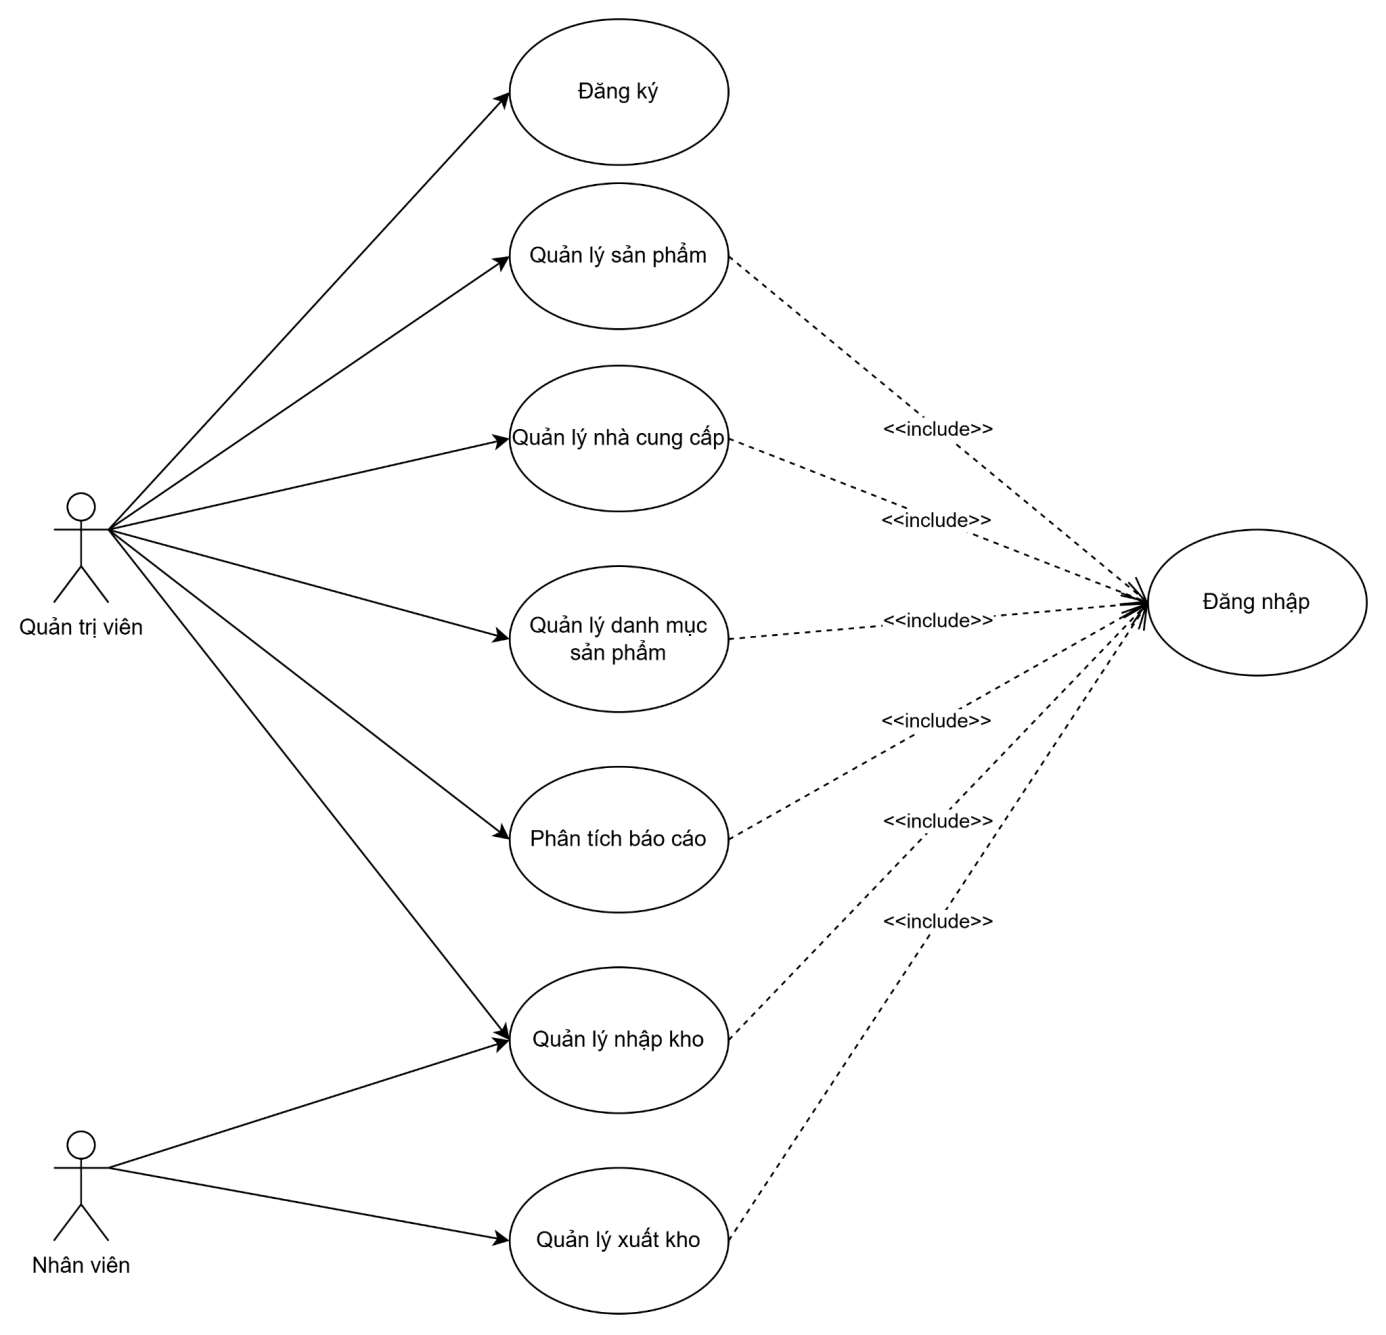 Đăng ký
Quản lý sản phẩm
<<include>>
Quản lý nhà cung cấp
<<include>>
Quản trị viên
Đăng nhập
Quản lý danh mục
sản phẩm
<<include>>
<<include>>
Phân tích báo cáo
<<include>>
<<include>>
Quản lý nhập kho
Nhân viên
Quản lý xuất kho